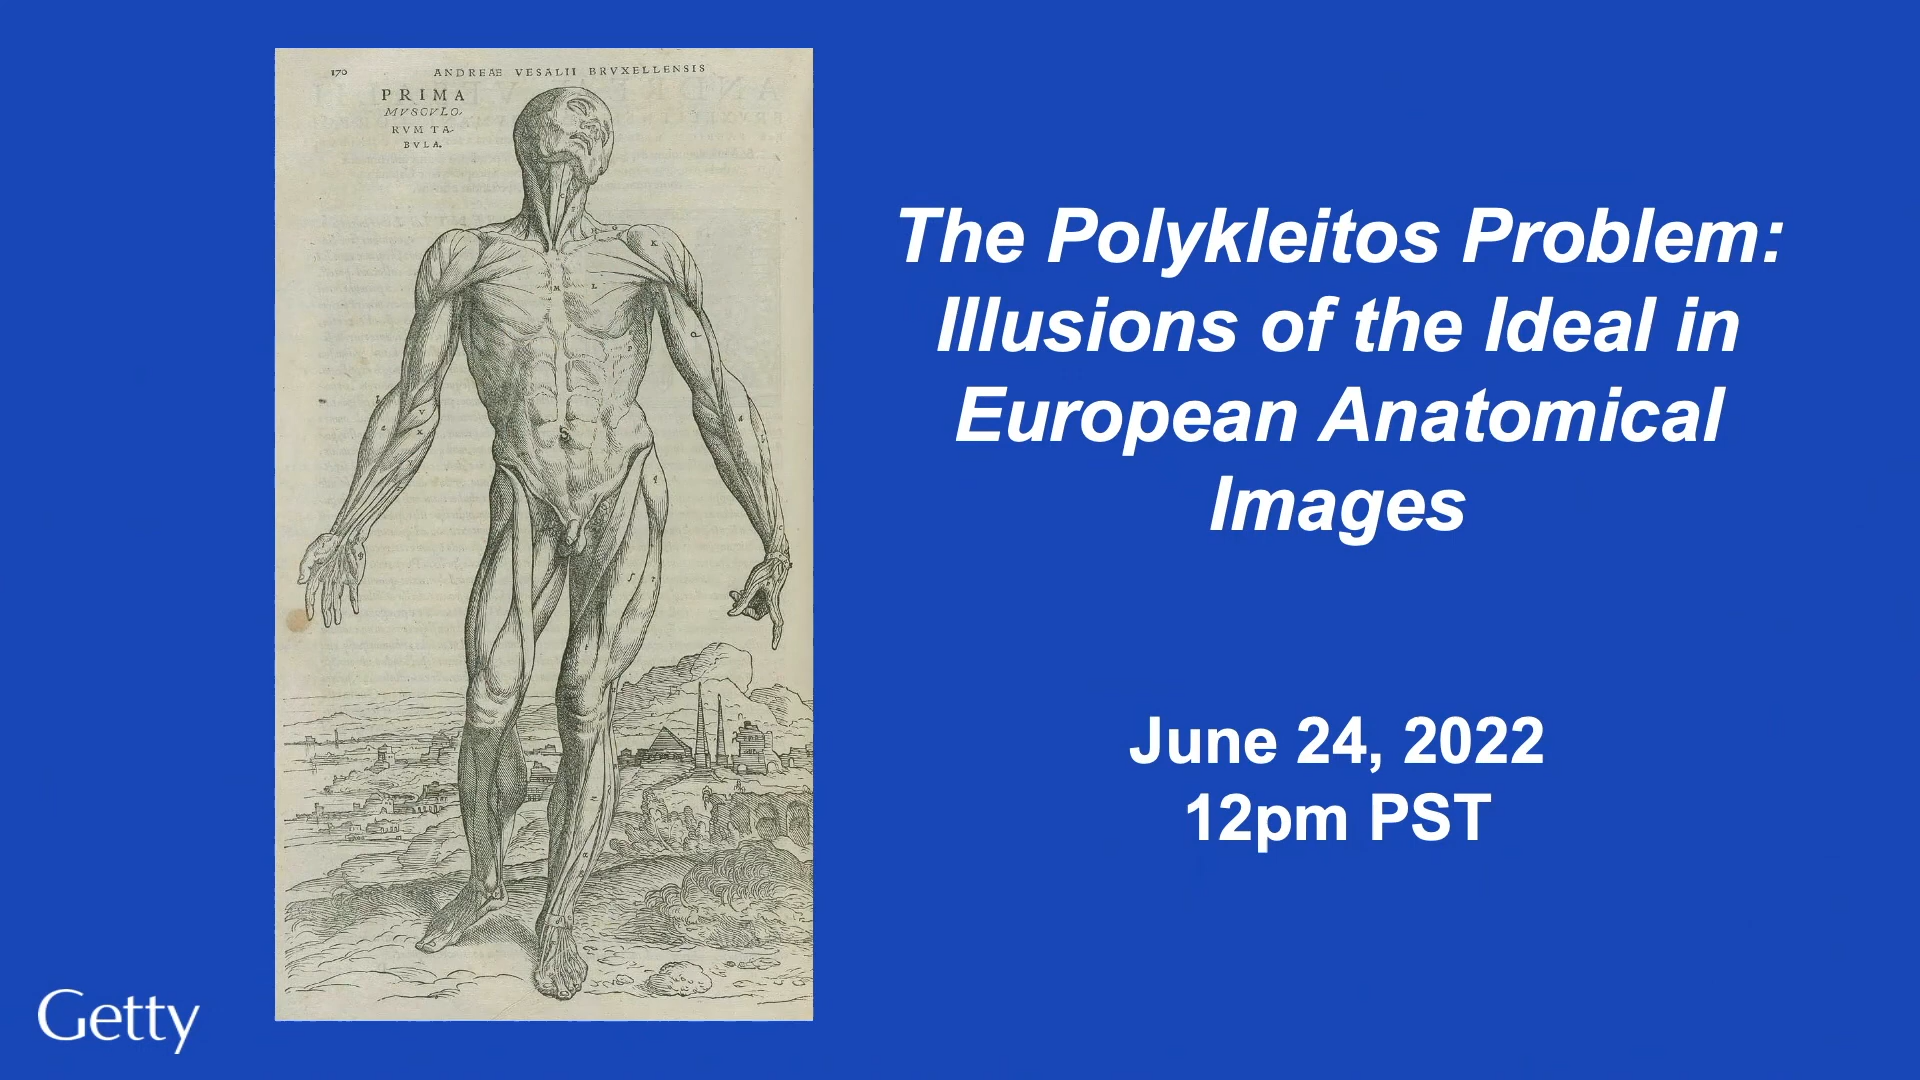 170
ANDREAE VESALII BRVXELLENSIS
PRIMA
MVSCVLO-
RVM TA-
BVLA.
The Polykleitos Problem:
Illusions of the Ideal in
European Anatomical
Images
June 24, 2022
12pm PST
Getty